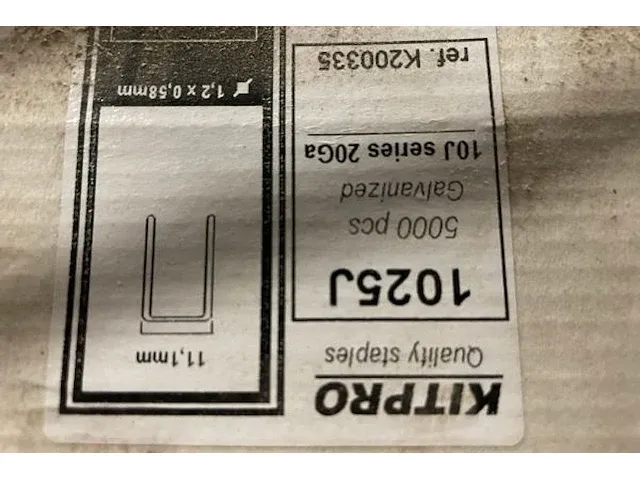 KITPRO
Quality staples
1025J
5000 pcs
Galvanized
10J series 20Ga
ref. K200335
11,1mm
1,2 x 0,58mm